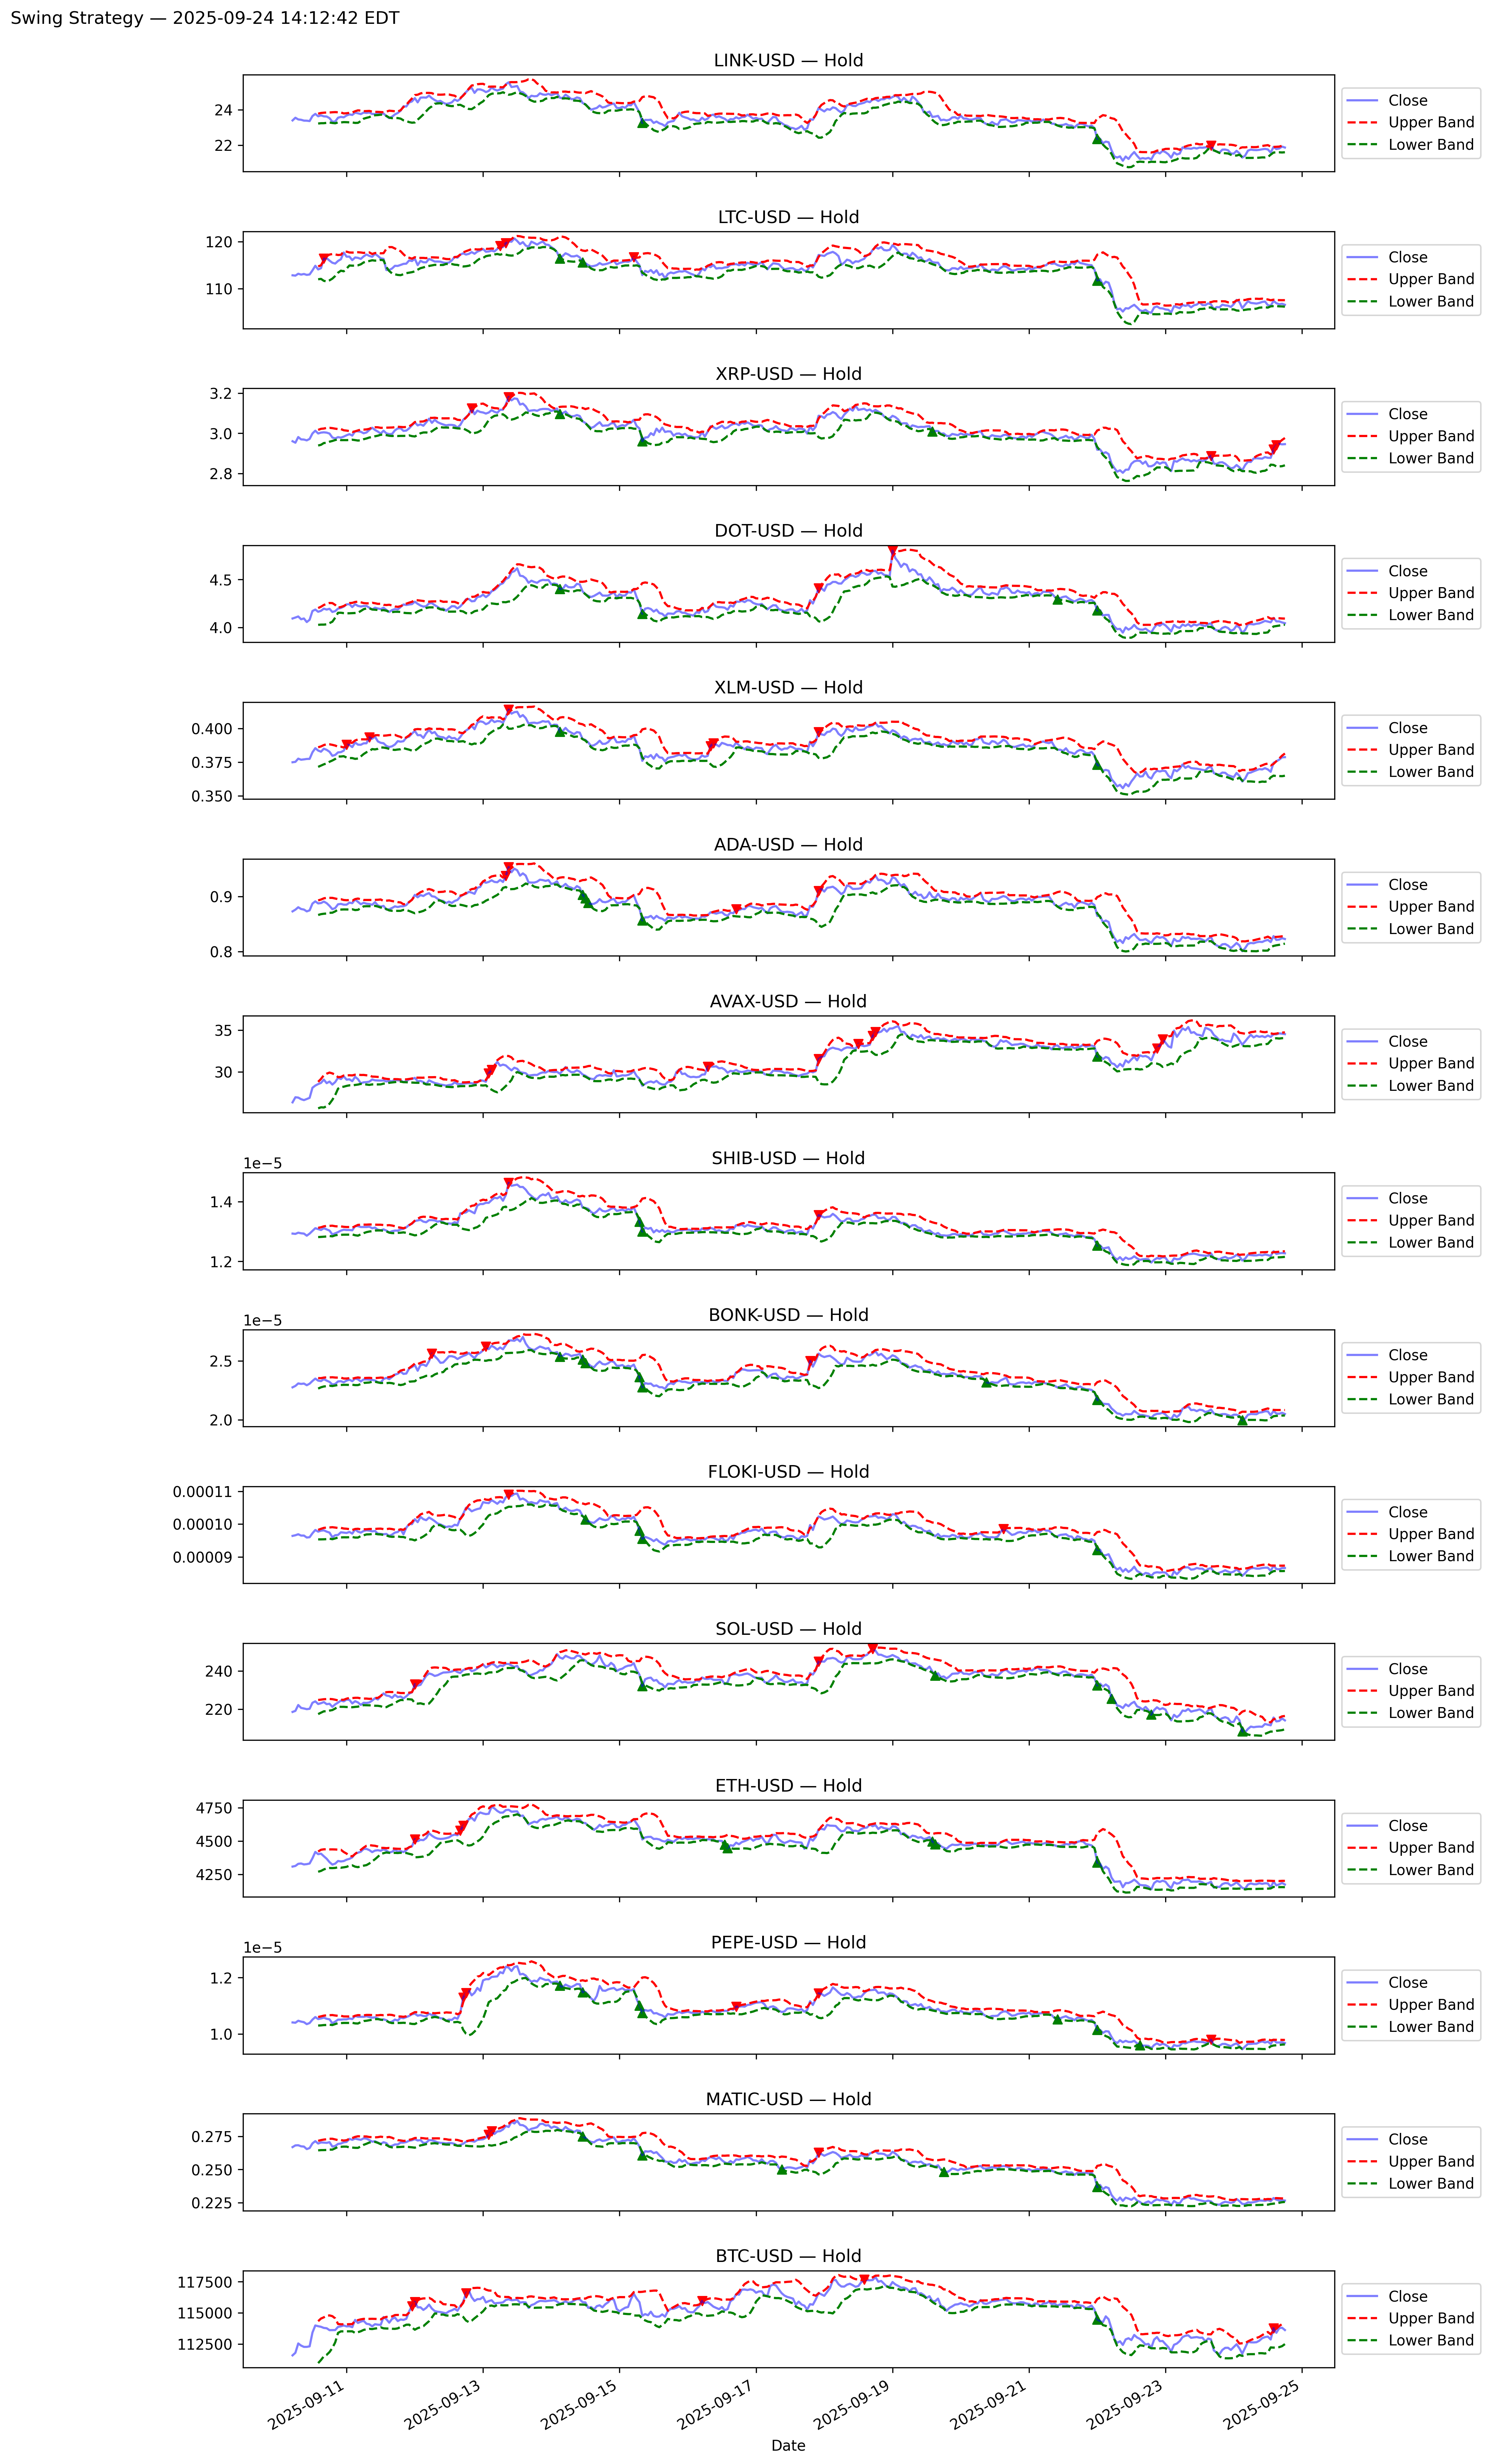 Swing Strategy — 2025-09-24 14:12:42 EDT
LINK-USD — Hold
24
22
Close
Upper Band
Lower Band
LTC-USD — Hold
120
110
Close
Upper Band
Lower Band
XRP-USD — Hold
3.2
3.0
2.8
Close
Upper Band
Lower Band
DOT-USD — Hold
4.5
4.0
Close
Upper Band
Lower Band
XLM-USD — Hold
0.400
0.375
0.350
Close
Upper Band
Lower Band
ADA-USD — Hold
0.9
0.8
Close
Upper Band
Lower Band
AVAX-USD — Hold
35
30
Close
Upper Band
Lower Band
SHIB-USD — Hold
1e−5
1.4
1.2
Close
Upper Band
Lower Band
BONK-USD — Hold
1e−5
2.5
2.0
Close
Upper Band
Lower Band
FLOKI-USD — Hold
0.00011
0.00010
0.00009
Close
Upper Band
Lower Band
SOL-USD — Hold
240
220
Close
Upper Band
Lower Band
ETH-USD — Hold
4750
4500
4250
Close
Upper Band
Lower Band
PEPE-USD — Hold
1e−5
1.2
1.0
Close
Upper Band
Lower Band
MATIC-USD — Hold
0.275
0.250
0.225
Close
Upper Band
Lower Band
BTC-USD — Hold
117500
115000
112500
Close
Upper Band
Lower Band
2025-09-11
2025-09-13
2025-09-15
2025-09-17
2025-09-19
2025-09-21
2025-09-23
2025-09-25
Date